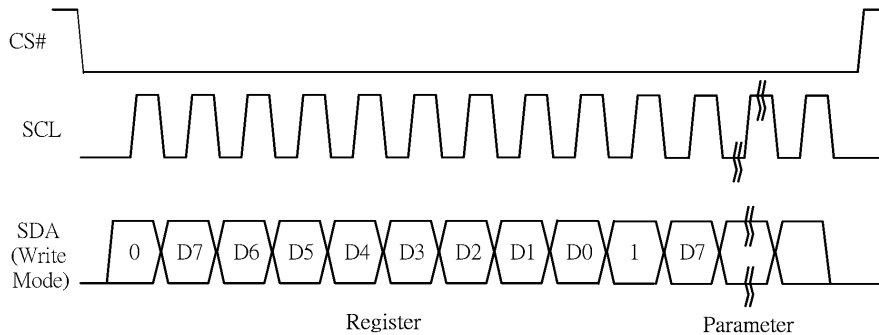 CS#
SCL
SDA
(Write
Mode)
0 D7 D6 D5 D4 D3 D2 D1 D0 1 D7
Register Parameter